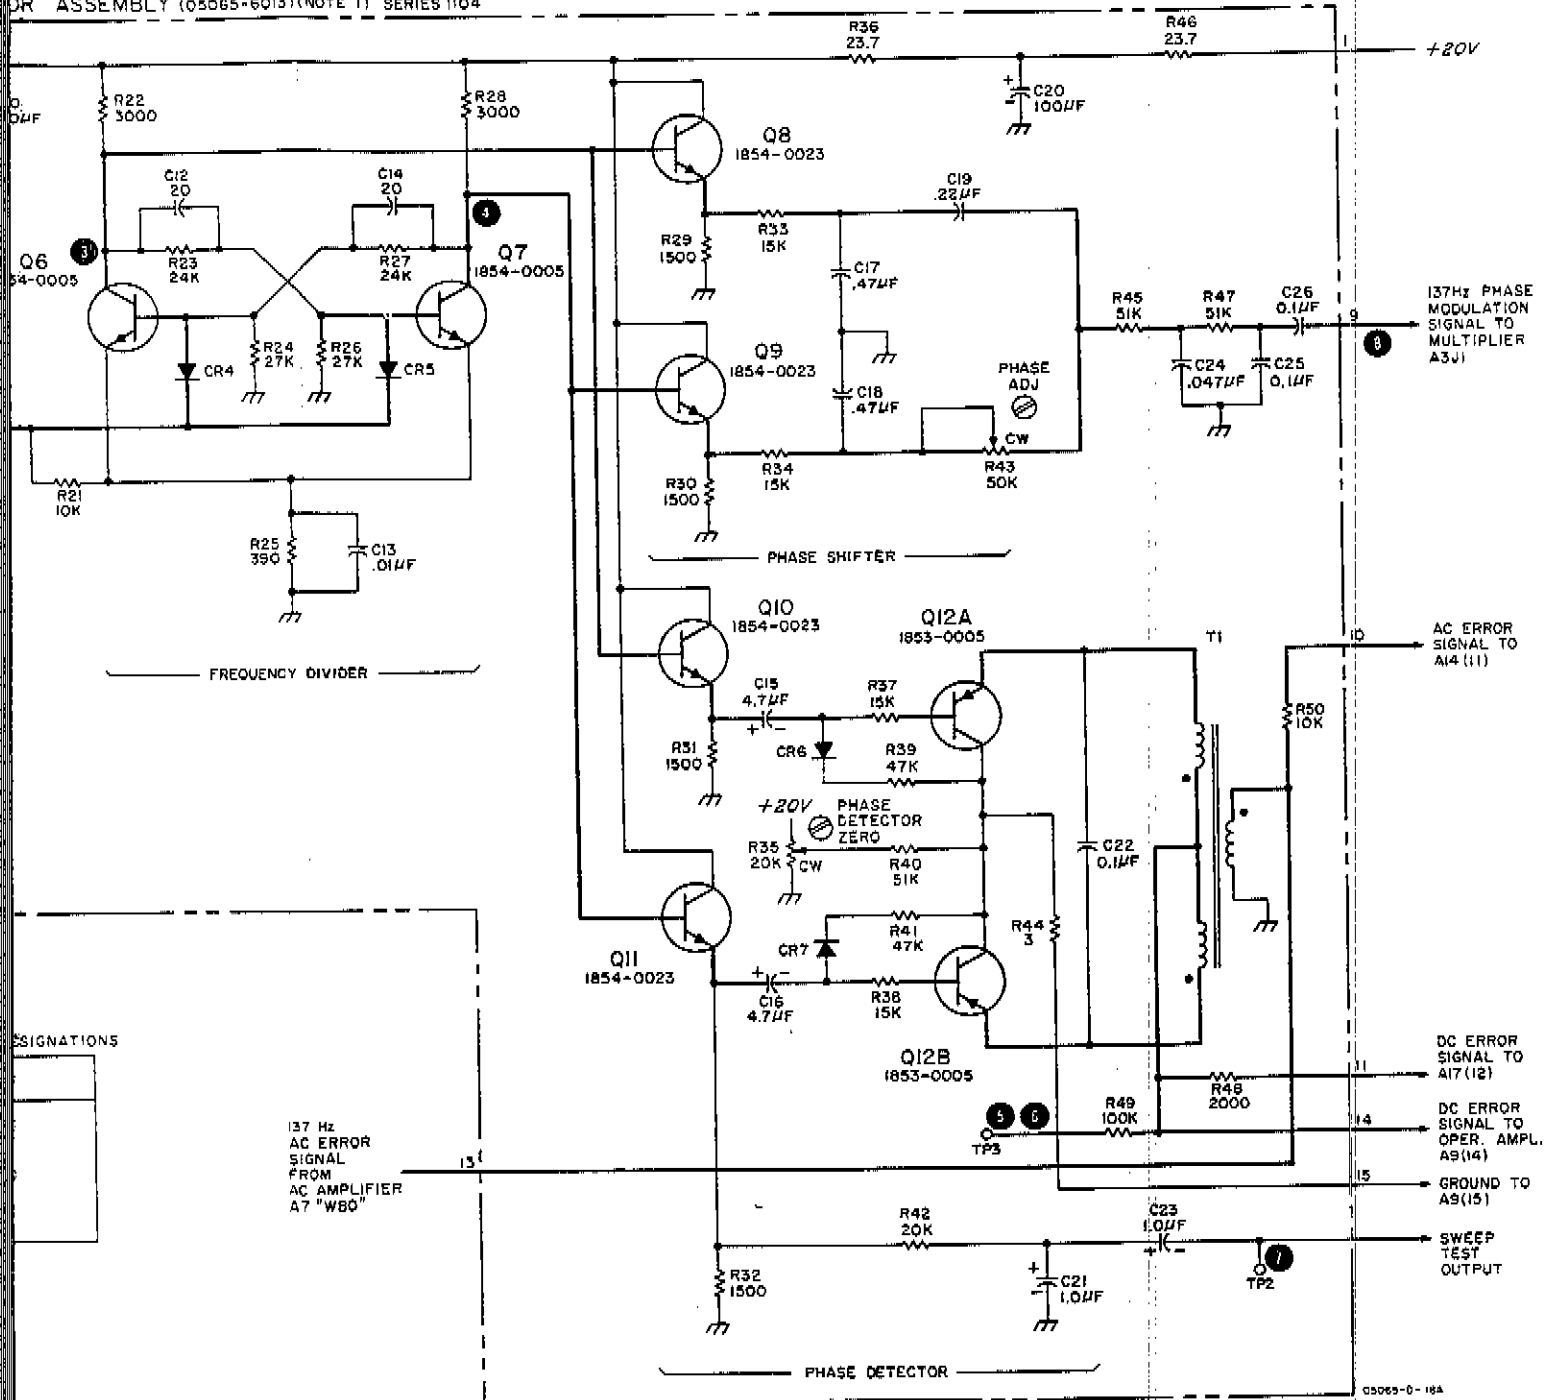 OR ASSEMBLY (05065-6013) (NOTE 1) SERIES 1104
R36
23.7
R46
23.7
+20V
R22
3000
R28
3000
+
-
C20
100µF
Q8
1854-0023
C12
20
C14
20
C19
.22µF
3
4
Q6
54-0005
R23
24K
R27
24K
Q7
1854-0005
R29
1500
R33
15K
C17
.47µF
R45
51K
R47
51K
C26
0.1µF
9
137Hz PHASE
MODULATION
SIGNAL TO
MULTIPLIER
A3J1
8
R24
27K
R26
27K
CR4
CR5
Q9
1854-0023
C18
.47µF
PHASE
ADJ
CW
C24
.047µF
C25
0.1µF
R21
10K
R30
1500
R34
15K
R43
50K
R25
390
C13
.01µF
PHASE SHIFTER
FREQUENCY DIVIDER
Q10
1854-0023
Q12A
1853-0005
T1
10
AC ERROR
SIGNAL TO
A14(11)
C15
4.7µF
+ -
R37
15K
R50
10K
R31
1500
CR6
R39
47K
+20V
PHASE
DETECTOR
ZERO
R35
20K
CW
R40
51K
C22
0.1µF
R41
47K
R44
3
CR7
Q11
1854-0023
+ -
C16
4.7µF
R38
15K
Q12B
1853-0005
ESIGNATIONS
DC ERROR
SIGNAL TO
A17(12)
11
R48
2000
5 6
TP3
R49
100K
14
DC ERROR
SIGNAL TO
OPER. AMPL.
A9(14)
137 Hz
AC ERROR
SIGNAL
FROM
AC AMPLIFIER
A7 "W80"
13
15
GROUND TO
A9(15)
R42
20K
C23
1.0µF
+ -
SWEEP
TEST
OUTPUT
7
TP2
R32
1500
+
-
C21
1.0µF
PHASE DETECTOR
05065-D-18A